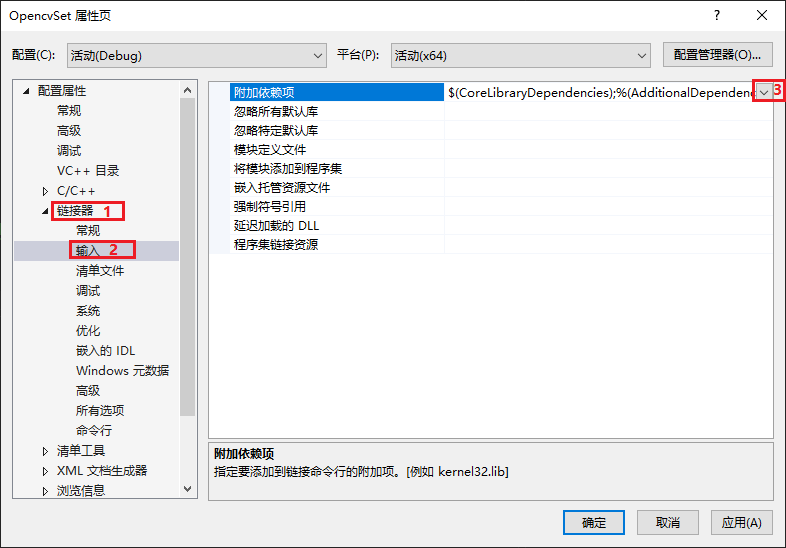 OpencvSet 属性页
配置(C): 活动(Debug) 平台(P): 活动(x64) 配置管理器(O)...
配置属性
常规
高级
调试
VC++ 目录
C/C++
链接器 1
常规
输入 2
清单文件
调试
系统
优化
嵌入的 IDL
Windows 元数据
高级
所有选项
命令行
清单工具
XML 文档生成器
浏览信息
附加依赖项 $(CoreLibraryDependencies);%(AdditionalDependenc 3
忽略所有默认库
忽略特定默认库
模块定义文件
将模块添加到程序集
嵌入托管资源文件
强制符号引用
延迟加载的 DLL
程序集链接资源
附加依赖项
指定要添加到链接命令行的附加项。[例如 kernel32.lib]
确定 取消 应用(A)